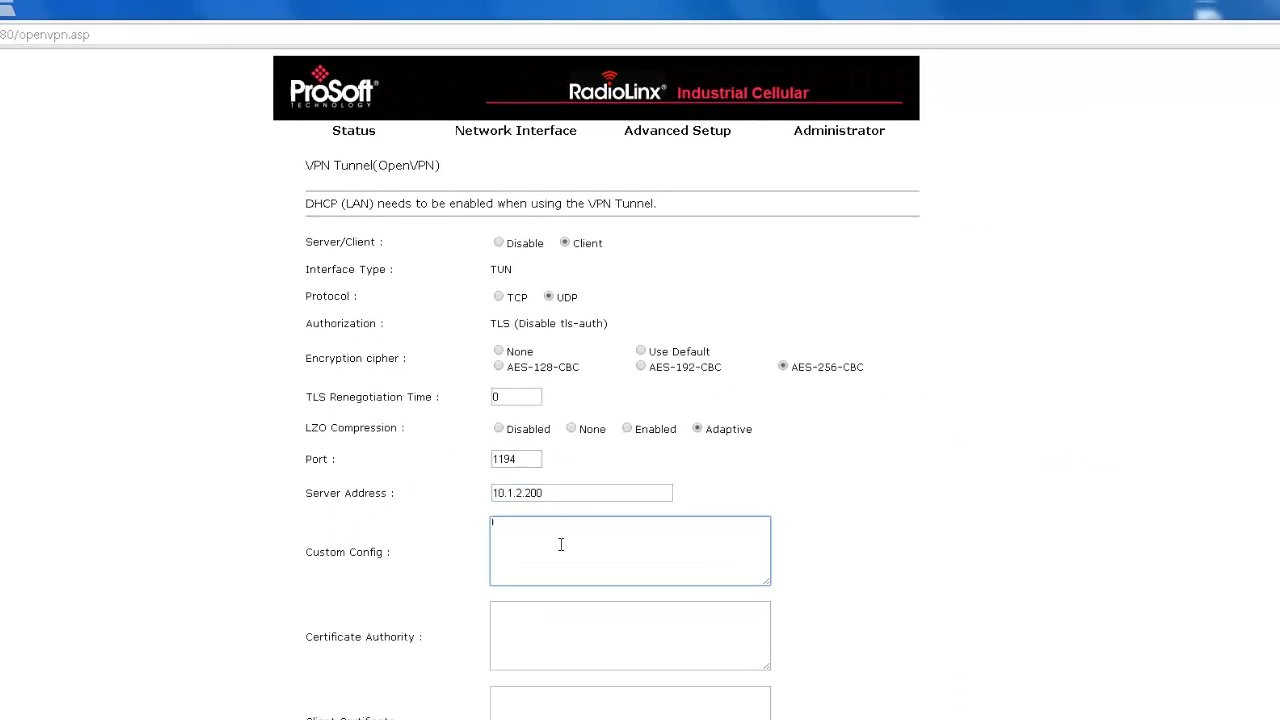 80/openvpn.asp
ProSoft® RadioLinx® Industrial Cellular
TECHNOLOGY
Status Network Interface Advanced Setup Administrator
VPN Tunnel(OpenVPN)
DHCP (LAN) needs to be enabled when using the VPN Tunnel.
Server/Client : Disable Client
Interface Type : TUN
Protocol : TCP UDP
Authorization : TLS (Disable tls-auth)
None Use Default
Encryption cipher :
AES-128-CBC AES-192-CBC AES-256-CBC
TLS Renegotiation Time : 0
LZO Compression : Disabled None Enabled Adaptive
Port : 1194
Server Address : 10.1.2.200
Custom Config :
Certificate Authority :
Client Certificate